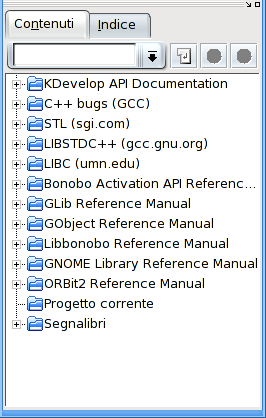 Contenuti
Indice
KDevelop API Documentation
C++ bugs (GCC)
STL (sgi.com)
LIBSTDC++ (gcc.gnu.org)
LIBC (umn.edu)
Bonobo Activation API Referenc...
GLib Reference Manual
GObject Reference Manual
Libbonobo Reference Manual
GNOME Library Reference Manual
ORBit2 Reference Manual
Progetto corrente
Segnalibri